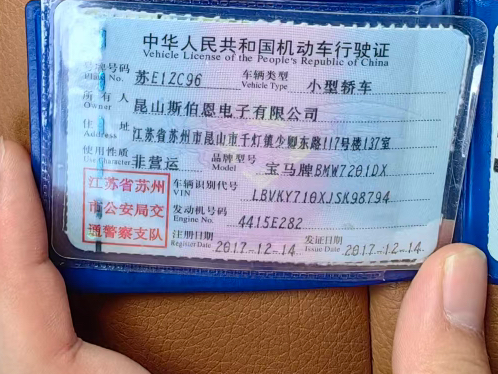 中华人民共和国机动车行驶证
Vehicle License of the People's Republic of China
号牌号码 苏E1ZC96 车辆类型 小型轿车
Plate No. Vehicle Type
所有人 昆山斯伯恩电子有限公司
Owner
住址 江苏省苏州市昆山市千灯镇少卿东路117号楼137室
Address
使用性质 非营运 品牌型号 宝马牌BMW7201DX
Use Character Model
江苏省苏州市公安局交通警察支队
车辆识别代号 LBVKY710XJSK98794
VIN
发动机号码 4415E282
Engine No.
注册日期 2017-12-14 发证日期 2017-12-14
Register Date Issue Date